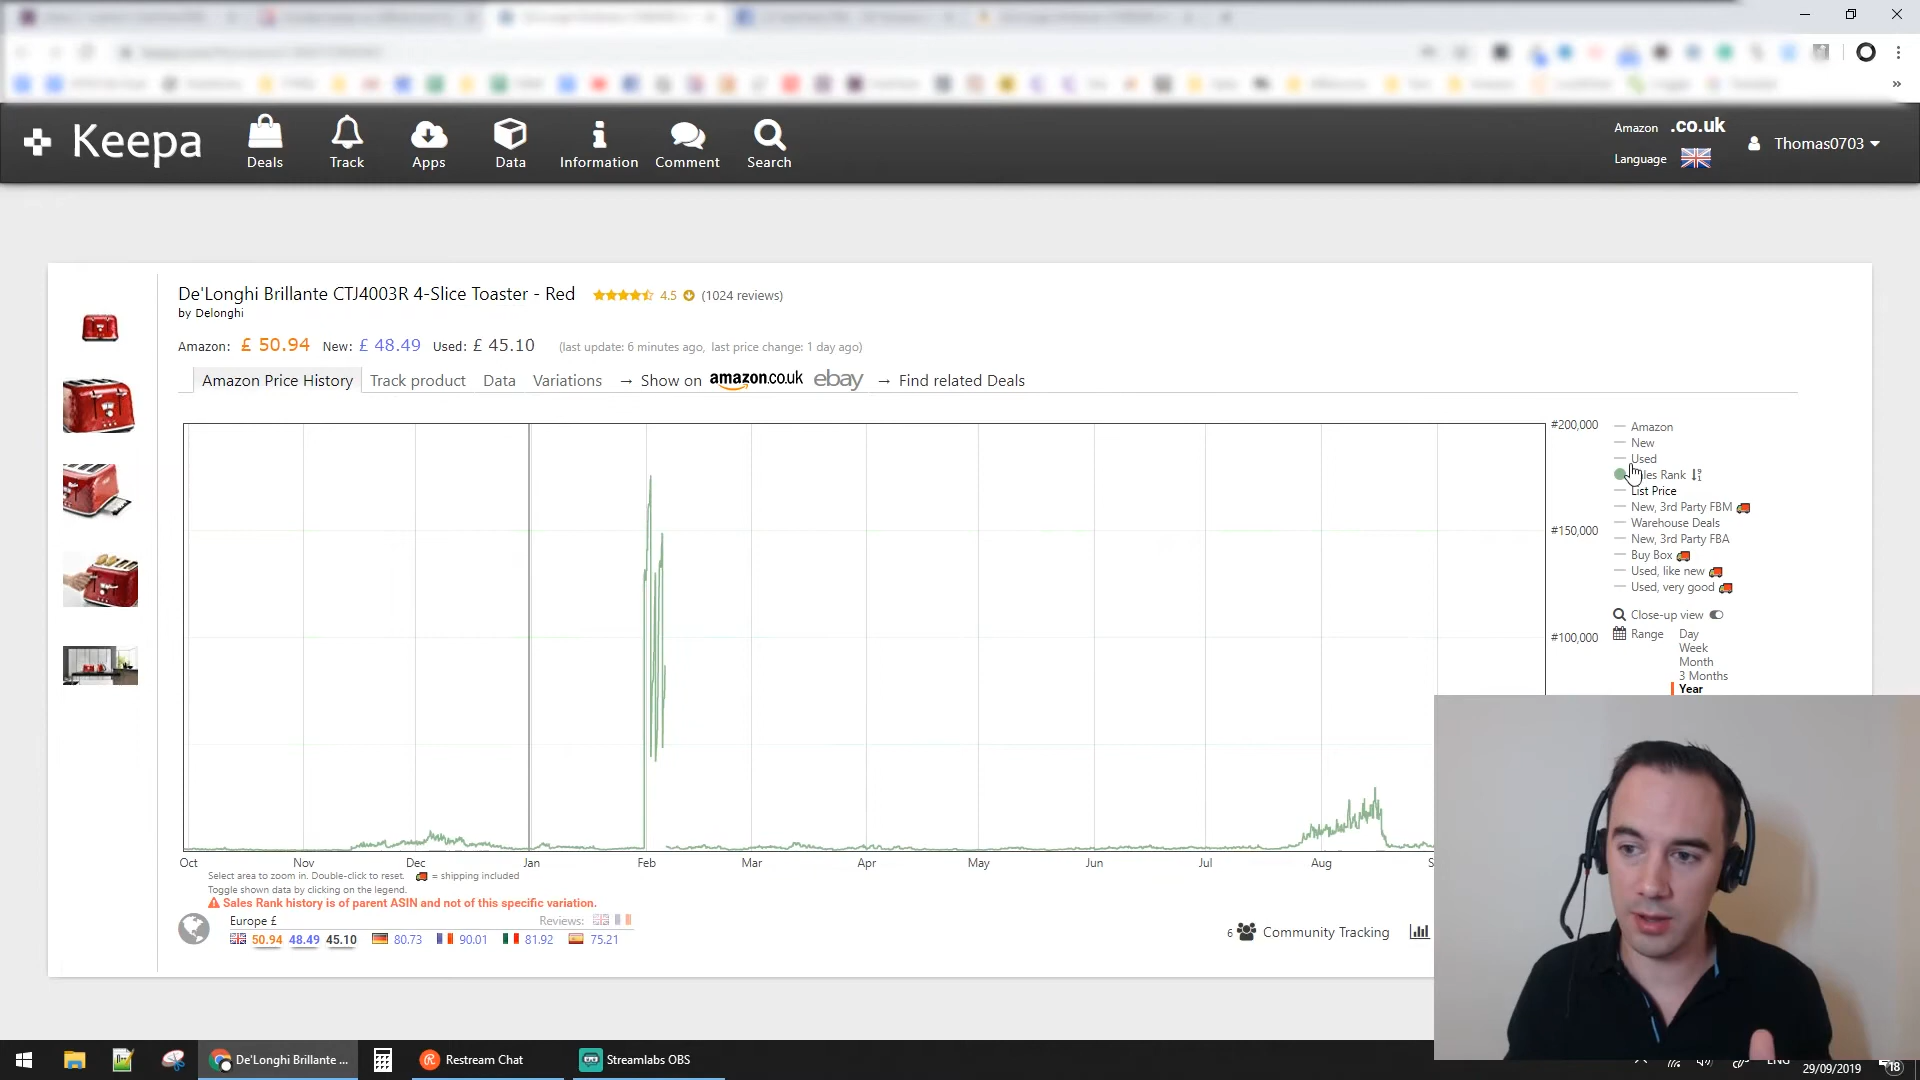 Keepa
Deals
Track
Apps
Data
Information
Comment
Search
Amazon .co.uk
Language
Thomas0703
De'Longhi Brillante CTJ4003R 4-Slice Toaster - Red 4.5 (1024 reviews)
by Delonghi
Amazon: £ 50.94 New: £ 48.49 Used: £ 45.10 (last update: 6 minutes ago, last price change: 1 day ago)
Amazon Price History Track product Data Variations → Show on amazon.co.uk ebay → Find related Deals
#200,000
#150,000
#100,000
Amazon
New
Used
les Rank
List Price
New, 3rd Party FBM
Warehouse Deals
New, 3rd Party FBA
Buy Box
Used, like new
Used, very good
Close-up view
Range Day
Week
Month
3 Months
Year
Oct Nov Dec Jan Feb Mar Apr May Jun Jul Aug S
Select area to zoom in. Double-click to reset. = shipping included
Toggle shown data by clicking on the legend.
Sales Rank history is of parent ASIN and not of this specific variation.
Europe £ Reviews:
50.94 48.49 45.10 80.73 90.01 81.92 75.21
6 Community Tracking
De'Longhi Brillante ...
Restream Chat
Streamlabs OBS
ENG
29/09/2019
18